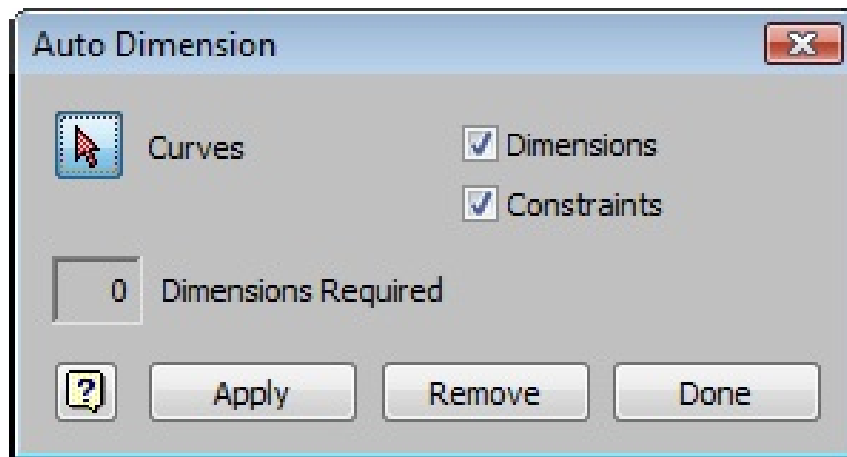 Auto Dimension
Curves
Dimensions
Constraints
0 Dimensions Required
? Apply Remove Done